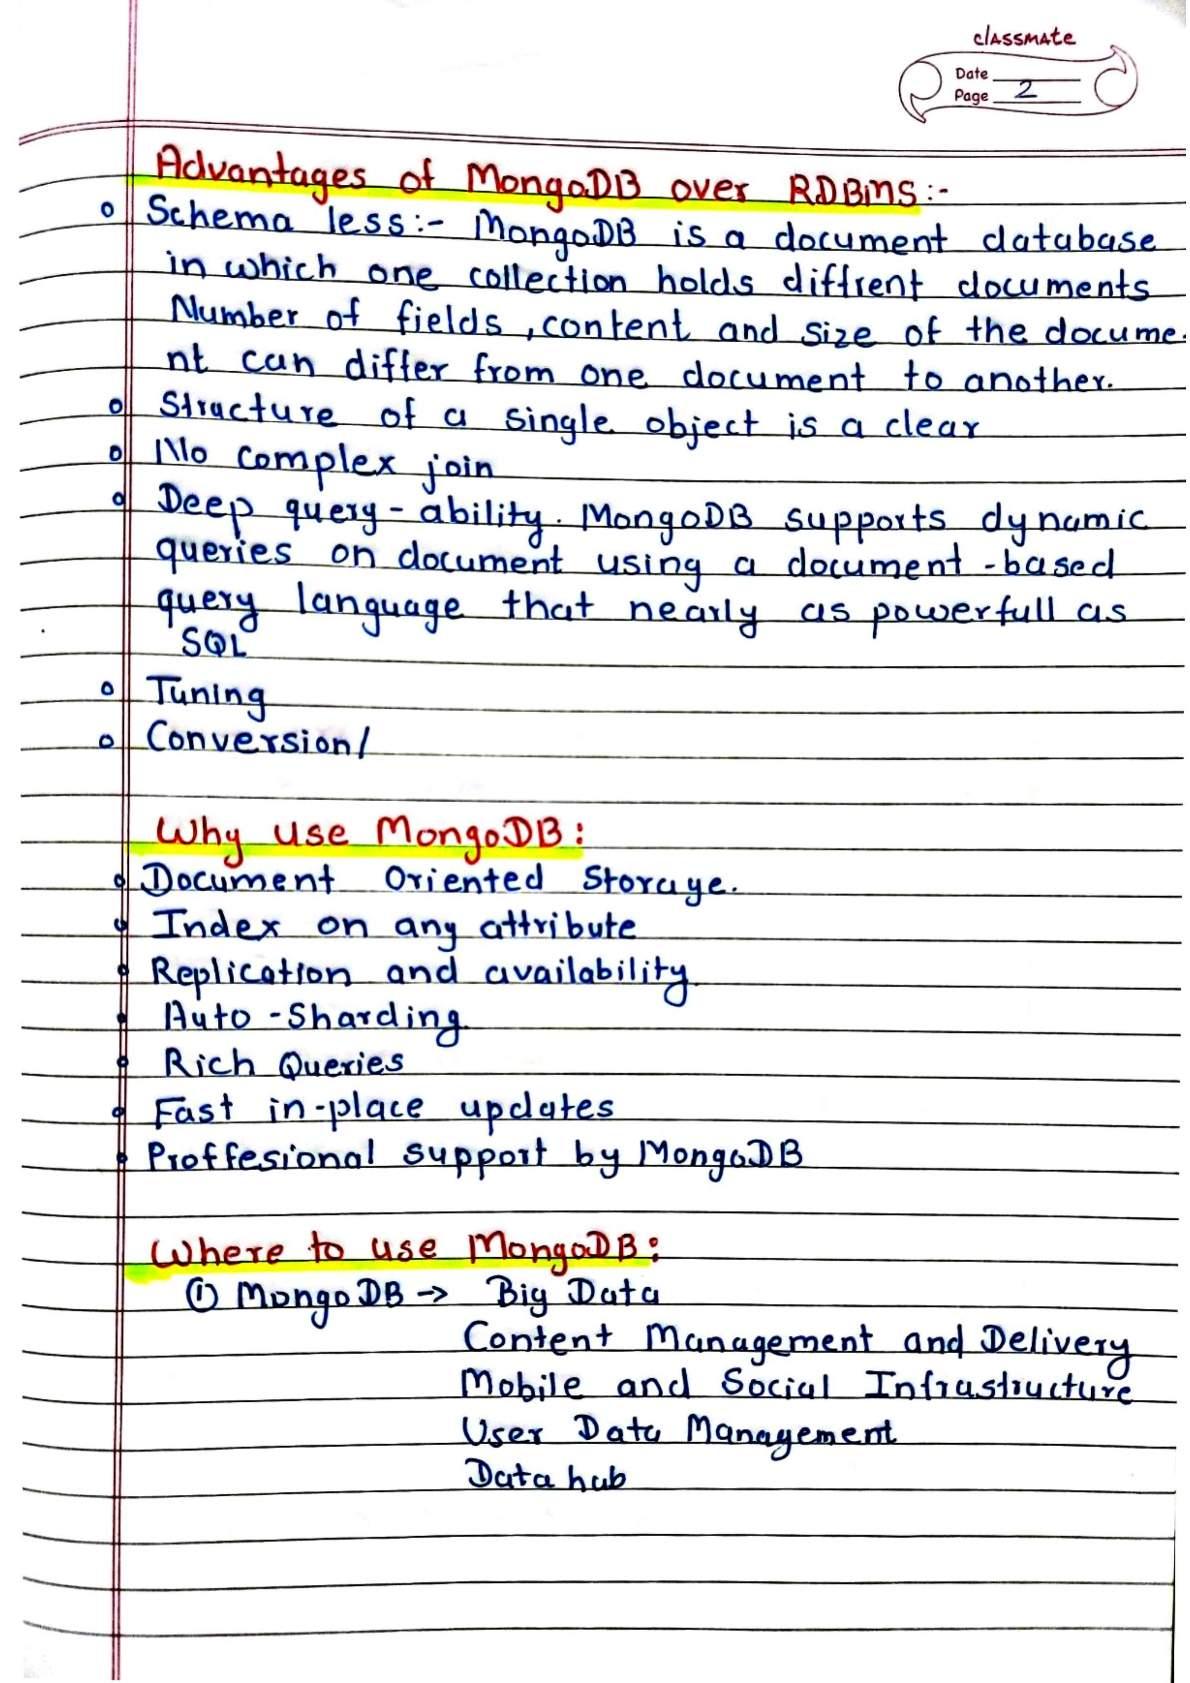 classmate
Date
Page 2
Advantages of MongoDB over RDBMS:-
Schema less:- MongoDB is a document database
in which one collection holds diffrent documents
Number of fields, content and size of the docume-
nt can differ from one document to another.
Structure of a single object is a clear
No complex join
Deep query-ability. MongoDB supports dynamic
queries on document using a document-based
query language that nearly as powerfull as
SQL
Tuning
Conversion/
Why use MongoDB:
Document Oriented Storage.
Index on any attribute
Replication and availability
Auto-Sharding
Rich Queries
Fast in-place updates
Proffesional support by MongoDB
Where to use MongoDB:
① MongoDB → Big Data
Content Management and Delivery
Mobile and Social Infrastructure
User Data Management
Data hub